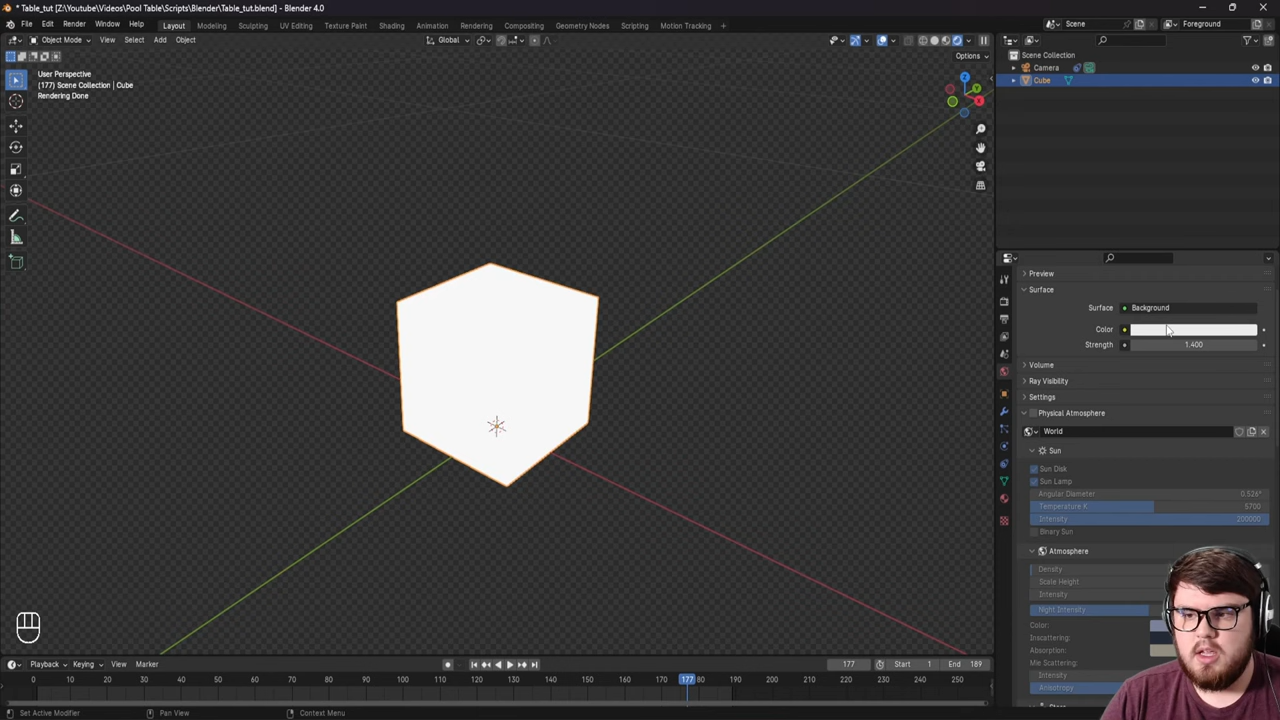 * Table_tut [Z:\Youtube\Videos\Pool Table\Scripts\Blender\Table_tut.blend] - Blender 4.0
File Edit Render Window Help Layout Modeling Sculpting UV Editing Texture Paint Shading Animation Rendering Compositing Geometry Nodes Scripting Motion Tracking Scene Foreground
Object Mode View Select Add Object Global
Options
User Perspective
(177) Scene Collection | Cube
Rendering Done
Z
Y
X
Scene Collection
Camera
Cube
Preview
Surface
Surface Background
Color
Strength 1.400
Volume
Ray Visibility
Settings
Physical Atmosphere
World
Sun
Sun Disk
Sun Lamp
Angular Diameter 0.526°
Temperature K 5700
Intensity 200000
Binary Sun
Atmosphere
Density
Scale Height
Intensity
Night Intensity
Color:
Inscattering:
Absorption:
Mie Scattering:
Intensity
Anisotropy
Playback Keying View Marker 177 Start 1 End 189
0 10 20 30 40 50 60 70 80 90 100 110 120 130 140 150 160 177 80 190 200 210 220 230 240 250
Set Active Modifier Pan View Context Menu